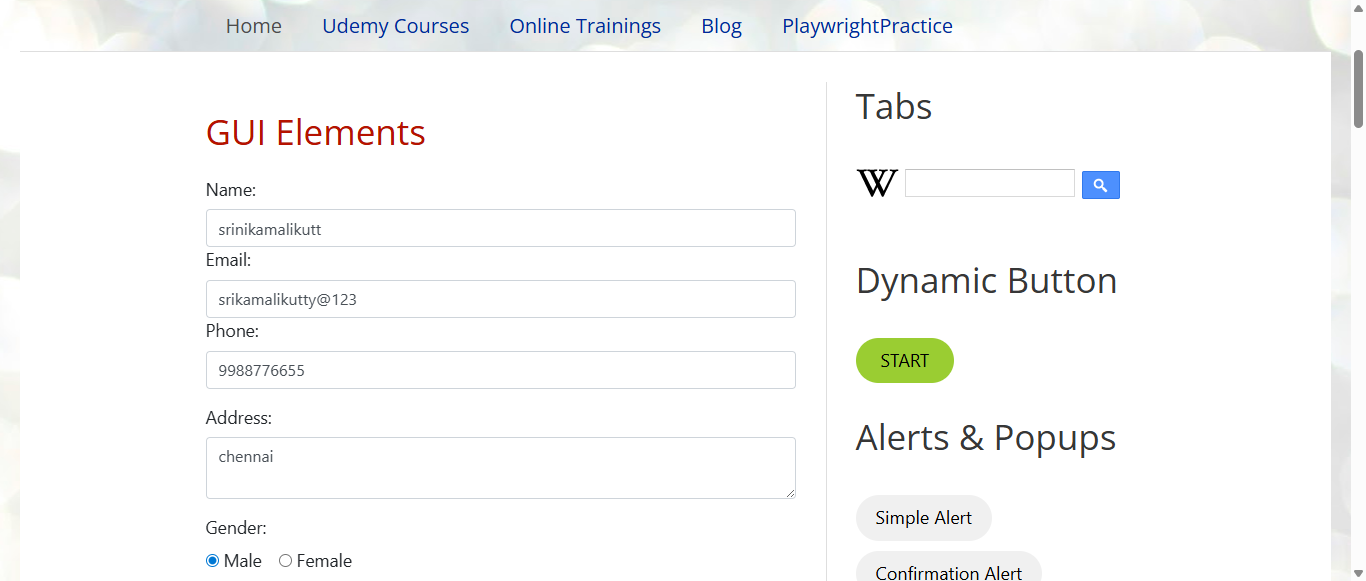 Home Udemy Courses Online Trainings Blog PlaywrightPractice
GUI Elements
Name:
srinikamalikutt
Email:
srikamalikutty@123
Phone:
9988776655
Address:
chennai
Gender:
Male Female
Tabs
W
Dynamic Button
START
Alerts & Popups
Simple Alert
Confirmation Alert